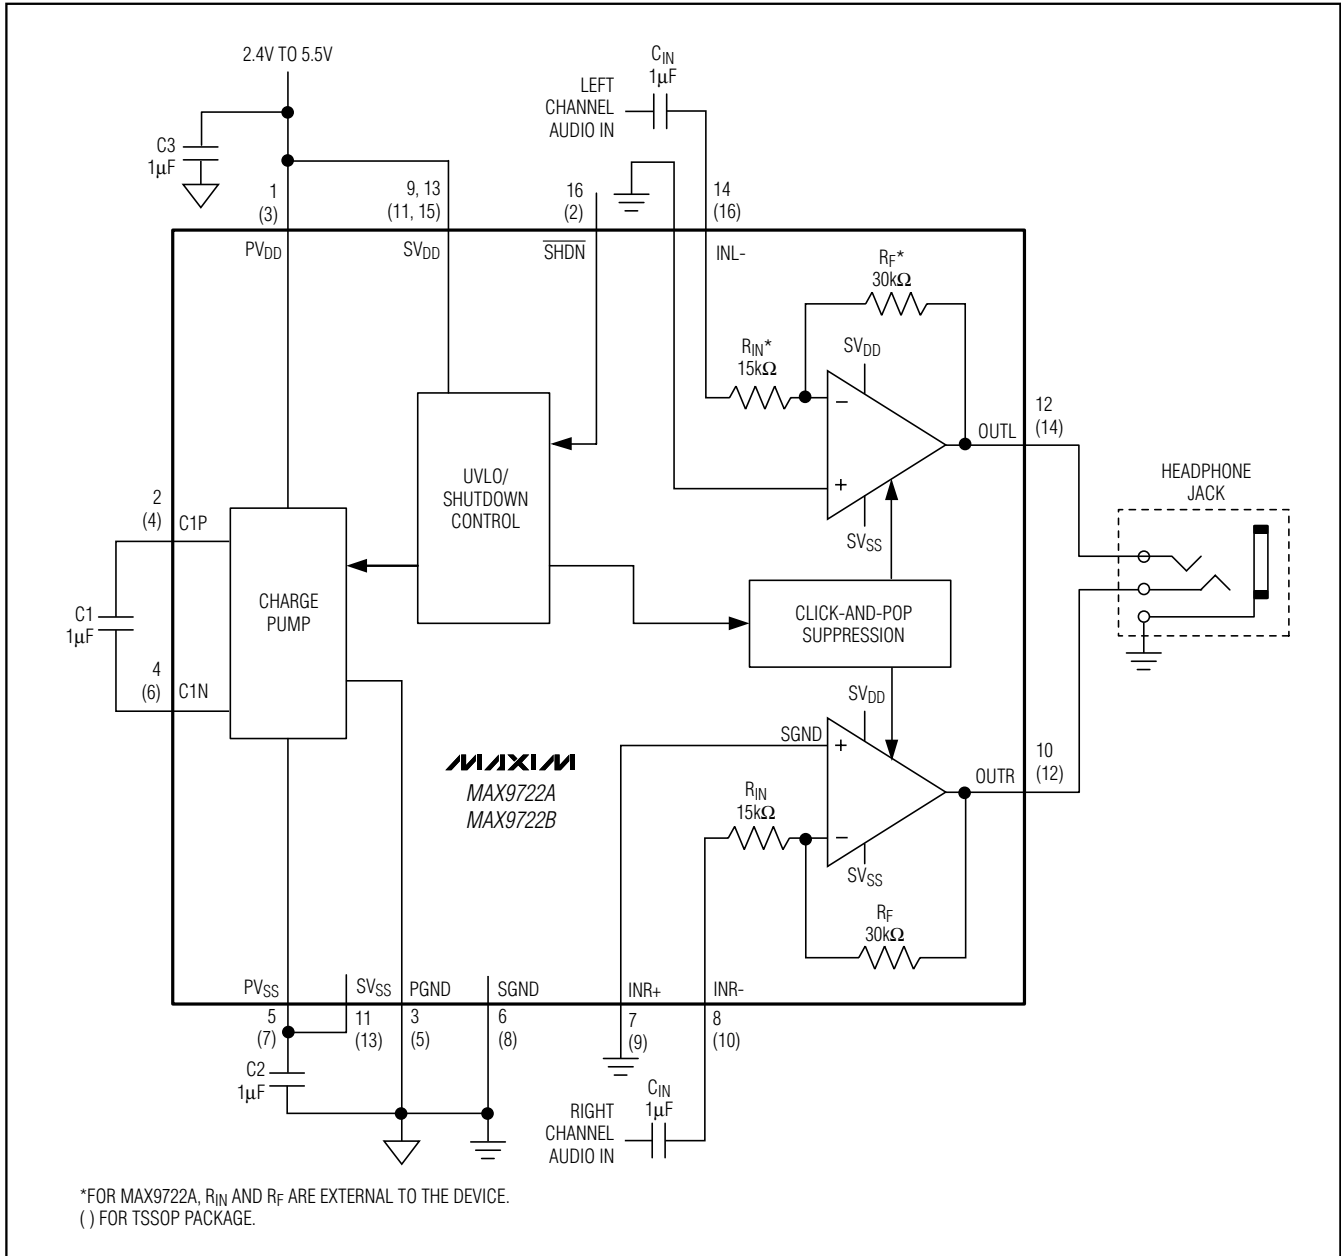 2.4V TO 5.5V
C3
1µF
1
(3)
9, 13
(11, 15)
16
(2)
LEFT
CHANNEL
AUDIO IN
CIN
1µF
14
(16)
PVDD
SVDD
SHDN
INL-
RF*
30kΩ
RIN*
15kΩ
SVDD
−
+
SVSS
OUTL
12
(14)
HEADPHONE
JACK
UVLO/
SHUTDOWN
CONTROL
2
(4)
C1P
CHARGE
PUMP
C1
1µF
4
(6)
C1N
CLICK-AND-POP
SUPPRESSION
SVDD
SGND
+
−
SVSS
OUTR
10
(12)
MAXIM
MAX9722A
MAX9722B
RIN
15kΩ
RF
30kΩ
PVSS
SVSS
PGND
SGND
INR+
INR-
5
(7)
11
(13)
3
(5)
6
(8)
7
(9)
8
(10)
C2
1µF
RIGHT
CHANNEL
AUDIO IN
CIN
1µF
*FOR MAX9722A, RIN AND RF ARE EXTERNAL TO THE DEVICE.
( ) FOR TSSOP PACKAGE.